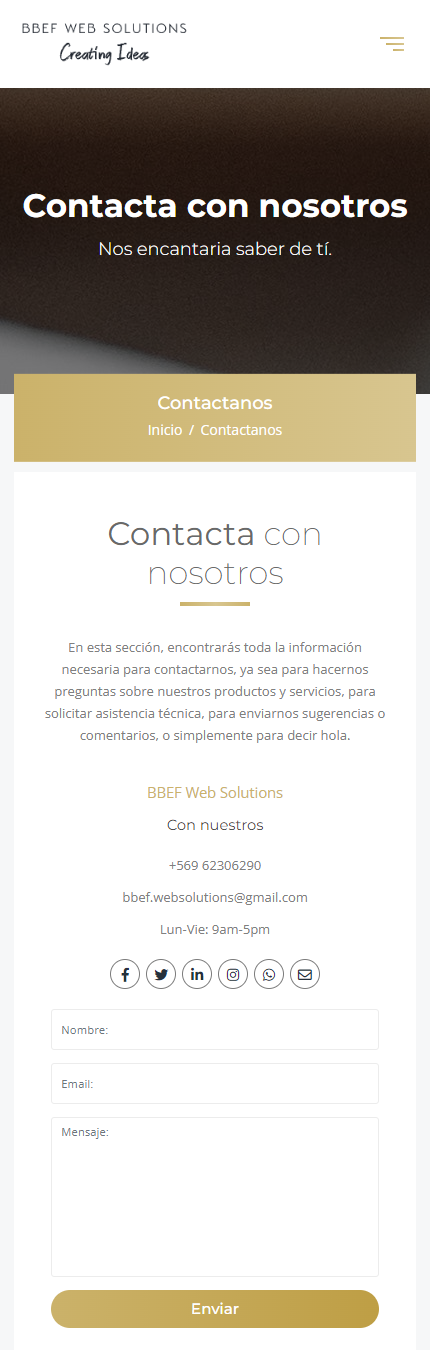 BBEF WEB SOLUTIONS
Creating Ideas
Contacta con nosotros
Nos encantaria saber de tí.
Contactanos
Inicio / Contactanos
Contacta con
nosotros
En esta sección, encontrarás toda la información
necesaria para contactarnos, ya sea para hacernos
preguntas sobre nuestros productos y servicios, para
solicitar asistencia técnica, para enviarnos sugerencias o
comentarios, o simplemente para decir hola.
BBEF Web Solutions
Con nuestros
+569 62306290
bbef.websolutions@gmail.com
Lun-Vie: 9am-5pm
Nombre:
Email:
Mensaje:
Enviar